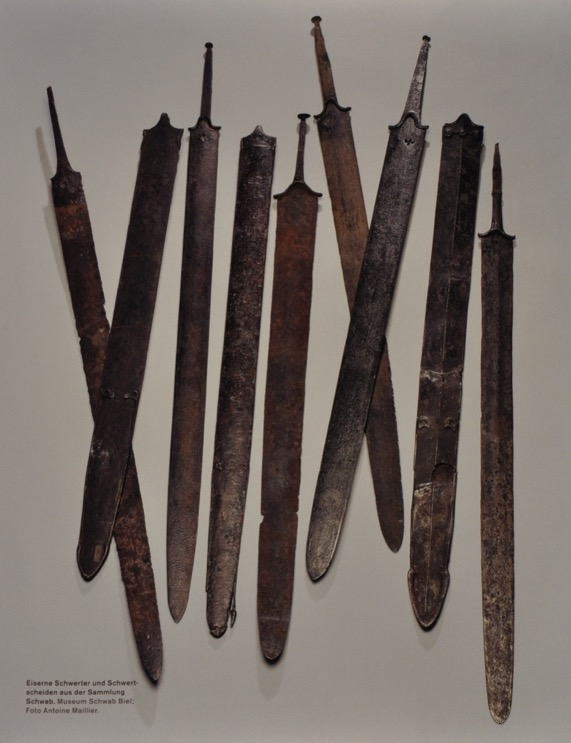 Eiserne Schwerter und Schwert-
scheiden aus der Sammlung
Schwab. Museum Schwab Biel;
Foto Antoine Maillier.